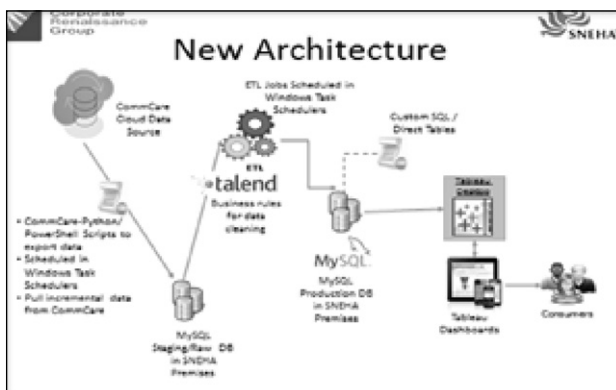 Corporate
Renaissance
Group
SNEHA
New Architecture
CommCare
Cloud Data
Source
ETL Jobs Scheduled in
Windows Task
Schedulers
Custom SQL /
Direct Tables
ETL
talend
Business rules
for data
cleaning
• CommCare-Python/
PowerShell Scripts to
export data
• Scheduled in
Windows Task
Schedulers
• Pull incremental data
from CommCare
MySQL
Staging/Raw DB
in SNEHA
Premises
MySQL
MySQL
Production DB
in SNEHA
Premises
Tableau
Desktop
Tableau
Dashboards
Consumers